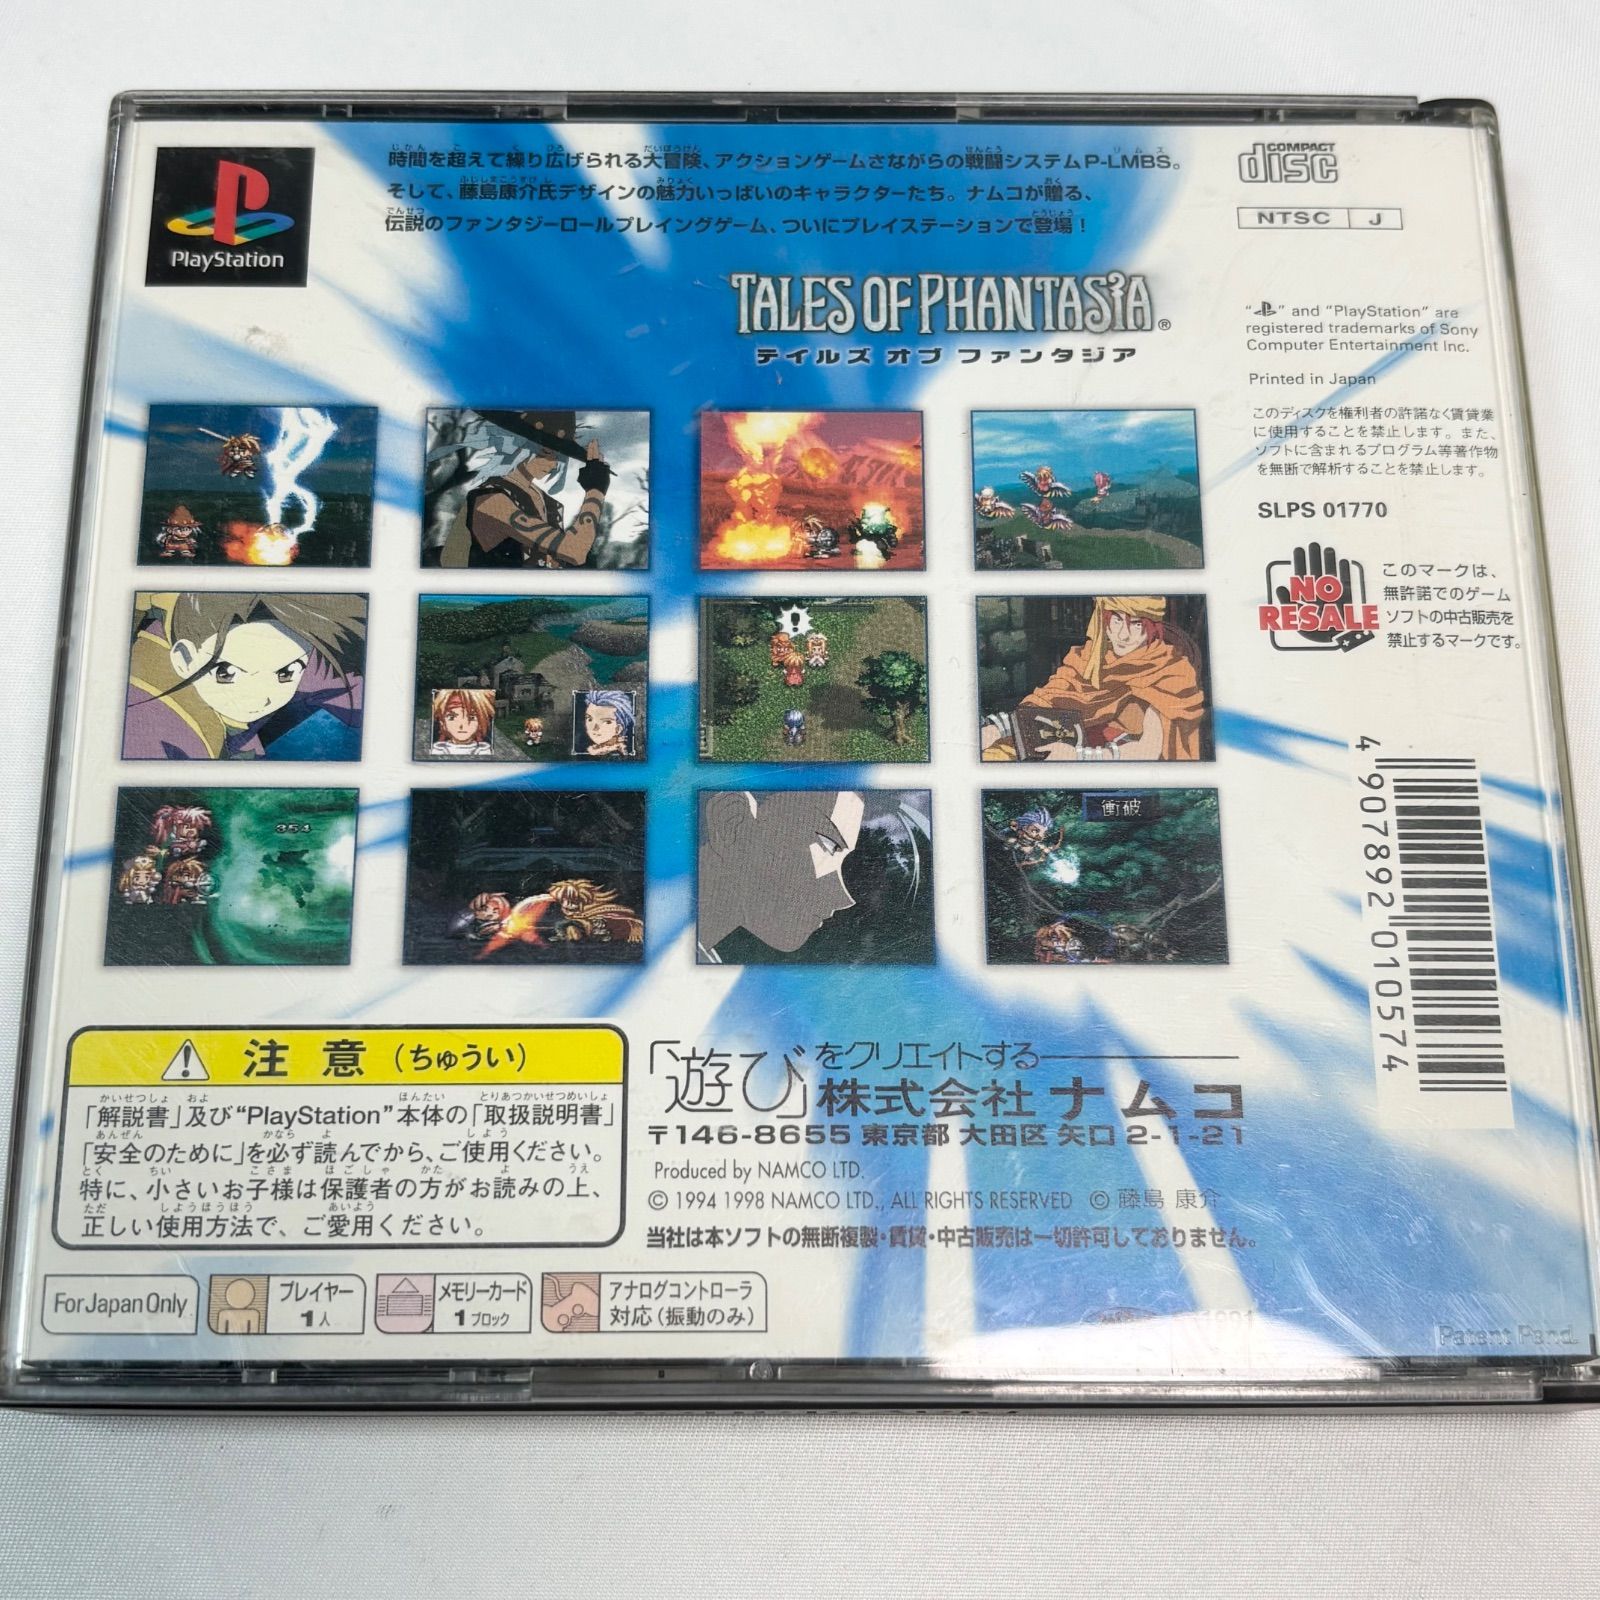 PlayStation
時間を超えて繰り広げられる大冒険、アクションゲームさながらの戦闘システムP-LMBS。
そして、藤島康介氏デザインの魅力いっぱいのキャラクターたち。ナムコが贈る、
伝説のファンタジーロールプレイングゲーム、ついにプレイステーションで登場!
COMPACT
disc
NTSC J
TALES OF PHANTASIA®
テイルズ オブ ファンタジア
" " and "PlayStation" are
registered trademarks of Sony
Computer Entertainment Inc.
Printed in Japan
このディスクを権利者の許諾なく賃貸業
に使用することを禁止します。また、
ソフトに含まれるプログラム等著作物
を無断で解析することを禁止します。
SLPS 01770
NO
RESALE
このマークは、
無許諾でのゲーム
ソフトの中古販売を
禁止するマークです。
354
衝破
4 907892 010574
注意(ちゅうい)
「解説書」及び"PlayStation"本体の「取扱説明書」
「安全のために」を必ず読んでから、ご使用ください。
特に、小さいお子様は保護者の方がお読みの上、
正しい使用方法で、ご愛用ください。
「遊び」をクリエイトする
株式会社ナムコ
〒146-8655 東京都 大田区 矢口 2-1-21
Produced by NAMCO LTD.
© 1994 1998 NAMCO LTD., ALL RIGHTS RESERVED © 藤島 康介
当社は本ソフトの無断複製・賃貸・中古販売は一切許可しておりません。
For Japan Only
プレイヤー
1人
メモリーカード
1ブロック
アナログコントローラ
対応(振動のみ)
Patent Pend.